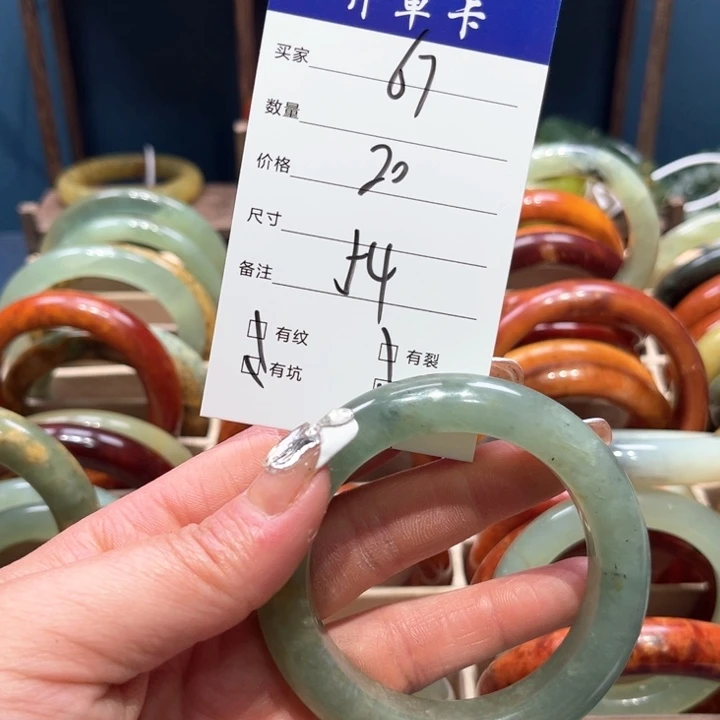 开单卡
买家 67
数量
价格 20
尺寸
备注 54
有纹 有裂
有坑